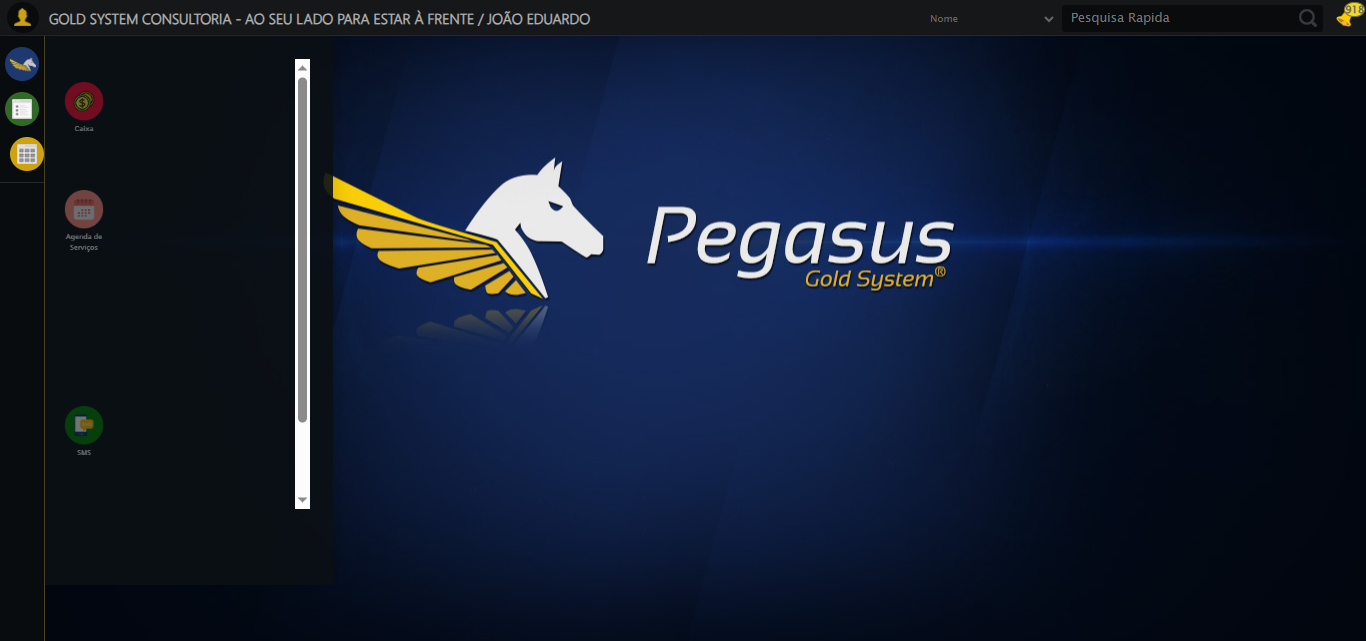 GOLD SYSTEM CONSULTORIA - AO SEU LADO PARA ESTAR À FRENTE / JOÃO EDUARDO
Nome
Pesquisa Rapida
918
Caixa
Agenda de
Serviços
SMS
Pegasus
Gold System®